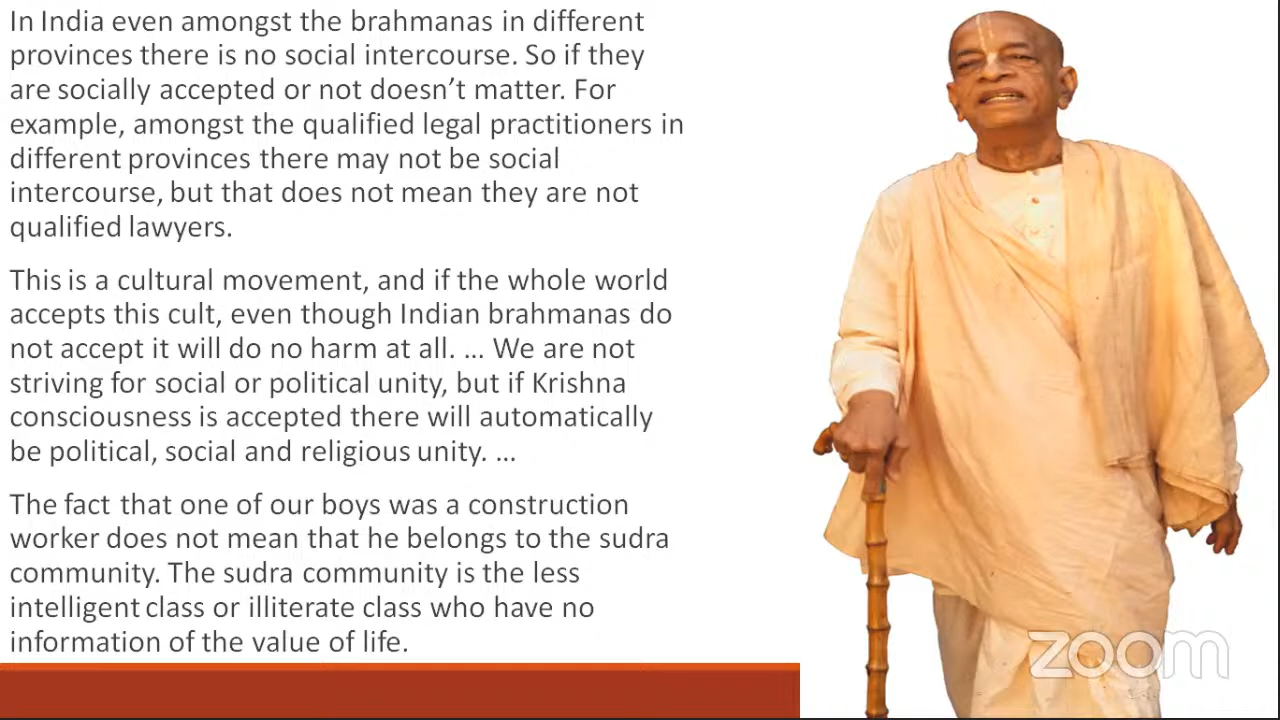 In India even amongst the brahmanas in different
provinces there is no social intercourse. So if they
are socially accepted or not doesn’t matter. For
example, amongst the qualified legal practitioners in
different provinces there may not be social
intercourse, but that does not mean they are not
qualified lawyers.
This is a cultural movement, and if the whole world
accepts this cult, even though Indian brahmanas do
not accept it will do no harm at all. ... We are not
striving for social or political unity, but if Krishna
consciousness is accepted there will automatically
be political, social and religious unity. ...
The fact that one of our boys was a construction
worker does not mean that he belongs to the sudra
community. The sudra community is the less
intelligent class or illiterate class who have no
information of the value of life.
zoom